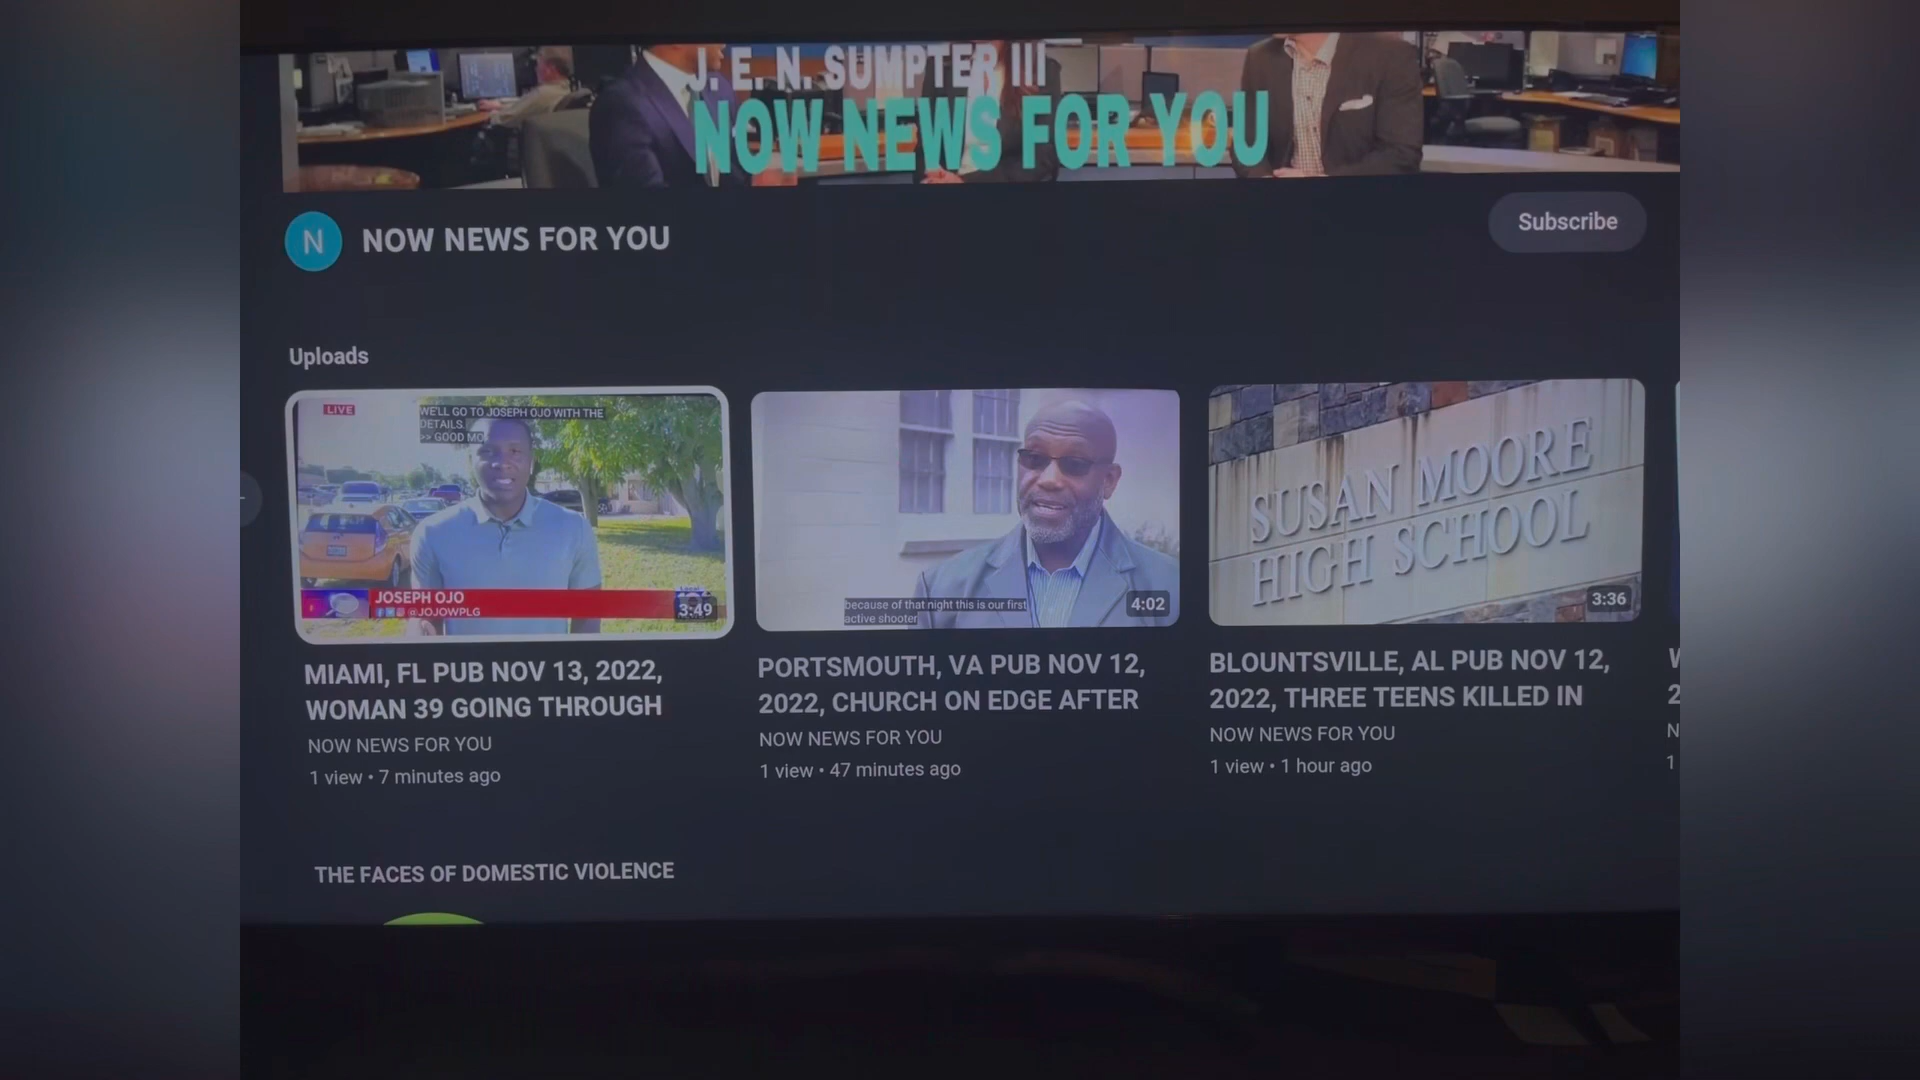 J. E. N. SUMPTER III
NOW NEWS FOR YOU
N
NOW NEWS FOR YOU
Subscribe
Uploads
LIVE
WE'LL GO TO JOSEPH OJO WITH THE
DETAILS.
>> GOOD MO
JOSEPH OJO
@JOJOWPLG
3:49
because of that night this is our first
active shooter
4:02
SUSAN MOORE
HIGH SCHOOL
3:36
MIAMI, FL PUB NOV 13, 2022,
WOMAN 39 GOING THROUGH
NOW NEWS FOR YOU
1 view • 7 minutes ago
PORTSMOUTH, VA PUB NOV 12,
2022, CHURCH ON EDGE AFTER
NOW NEWS FOR YOU
1 view • 47 minutes ago
BLOUNTSVILLE, AL PUB NOV 12,
2022, THREE TEENS KILLED IN
NOW NEWS FOR YOU
1 view • 1 hour ago
2
N
1
THE FACES OF DOMESTIC VIOLENCE